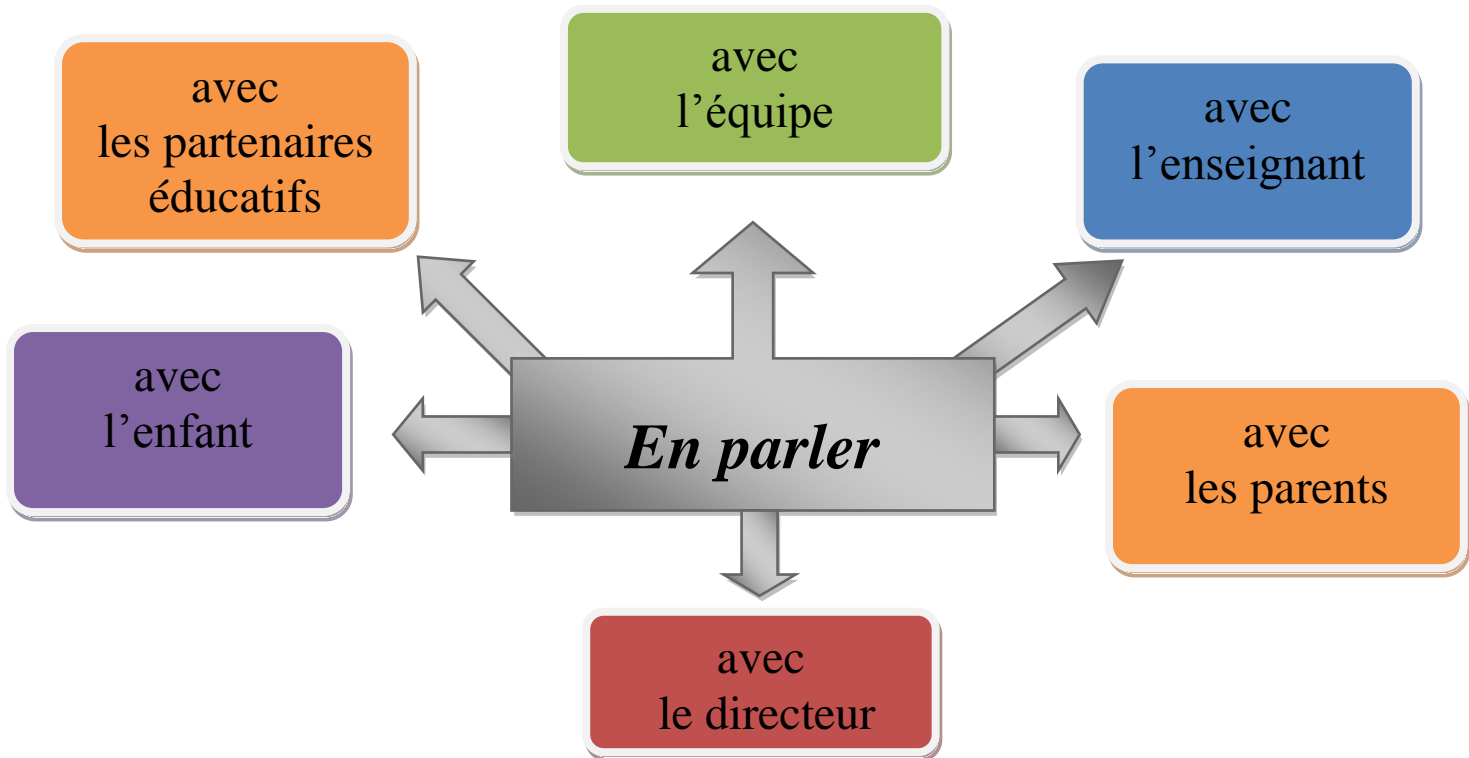 avec
les partenaires
éducatifs
avec
l’équipe
avec
l’enseignant
avec
l’enfant
En parler
avec
les parents
avec
le directeur